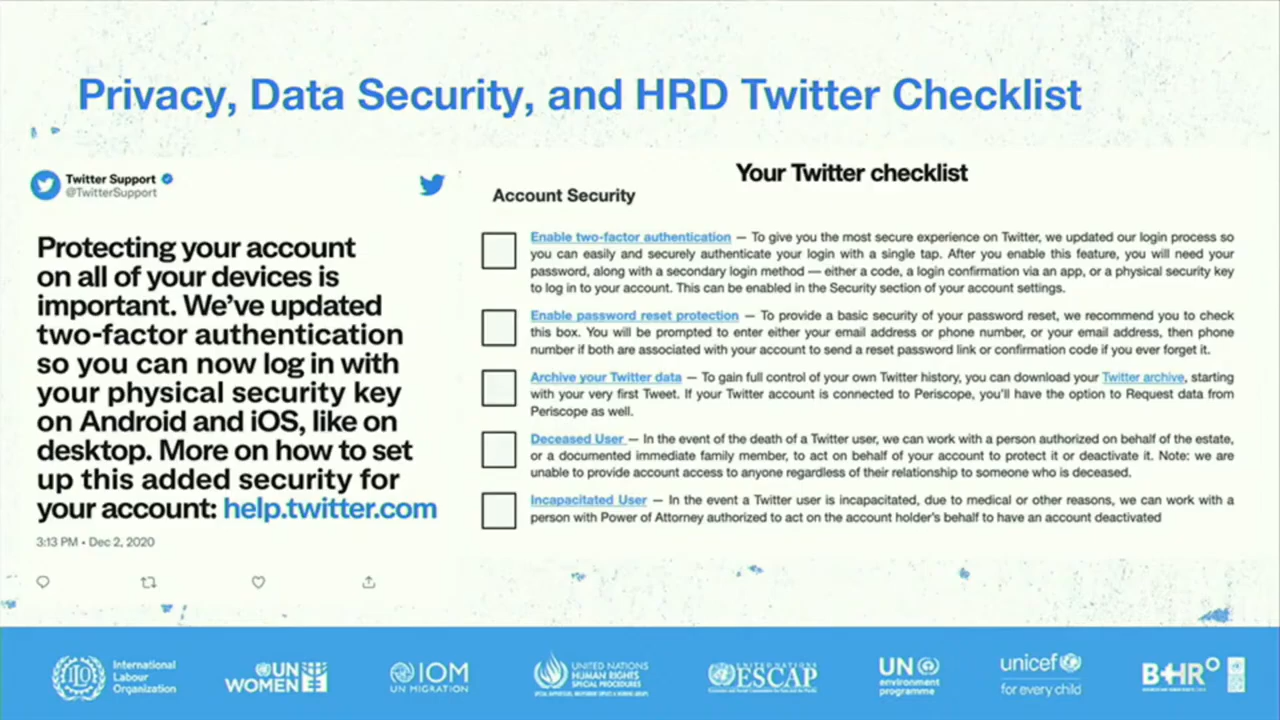 Privacy, Data Security, and HRD Twitter Checklist
Twitter Support
@TwitterSupport
Protecting your account
on all of your devices is
important. We've updated
two-factor authentication
so you can now log in with
your physical security key
on Android and iOS, like on
desktop. More on how to set
up this added security for
your account: help.twitter.com
3:13 PM • Dec 2, 2020
Your Twitter checklist
Account Security
Enable two-factor authentication — To give you the most secure experience on Twitter, we updated our login process so
you can easily and securely authenticate your login with a single tap. After you enable this feature, you will need your
password, along with a secondary login method — either a code, a login confirmation via an app, or a physical security key
to log in to your account. This can be enabled in the Security section of your account settings.
Enable password reset protection — To provide a basic security of your password reset, we recommend you to check
this box. You will be prompted to enter either your email address or phone number, or your email address, then phone
number if both are associated with your account to send a reset password link or confirmation code if you ever forget it.
Archive your Twitter data — To gain full control of your own Twitter history, you can download your Twitter archive, starting
with your very first Tweet. If your Twitter account is connected to Periscope, you'll have the option to Request data from
Periscope as well.
Deceased User — In the event of the death of a Twitter user, we can work with a person authorized on behalf of the estate,
or a documented immediate family member, to act on behalf of your account to protect it or deactivate it. Note: we are
unable to provide account access to anyone regardless of their relationship to someone who is deceased.
Incapacitated User — In the event a Twitter user is incapacitated, due to medical or other reasons, we can work with a
person with Power of Attorney authorized to act on the account holder's behalf to have an account deactivated
International
Labour
Organization
UN
WOMEN
IOM
UN MIGRATION
UNITED NATIONS
HUMAN RIGHTS
SPECIAL PROCEDURES
UNITED NATIONS
ESCAP
UN
environment
programme
unicef
for every child
B+HR